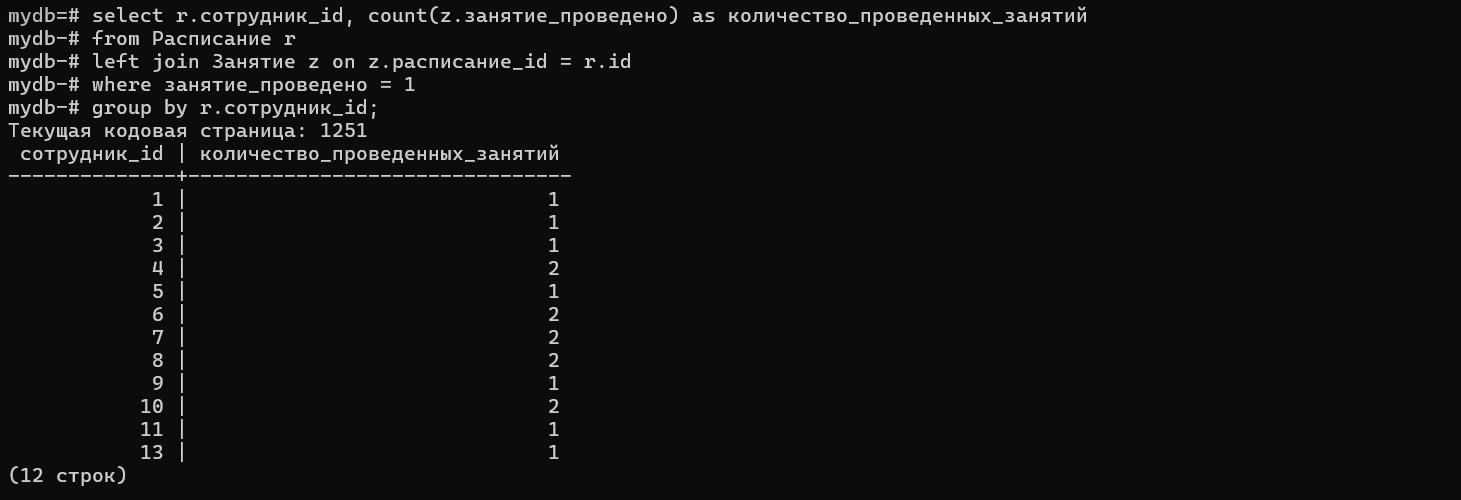 mydb=# select r.сотрудник_id, count(z.занятие_проведено) as количество_проведенных_занятий
mydb-# from Расписание r
mydb-# left join Занятие z on z.расписание_id = r.id
mydb-# where занятие_проведено = 1
mydb-# group by r.сотрудник_id;
Текущая кодовая страница: 1251
 сотрудник_id | количество_проведенных_занятий
--------------+--------------------------------
            1 |                              1
            2 |                              1
            3 |                              1
            4 |                              2
            5 |                              1
            6 |                              2
            7 |                              2
            8 |                              2
            9 |                              1
           10 |                              2
           11 |                              1
           13 |                              1
(12 строк)